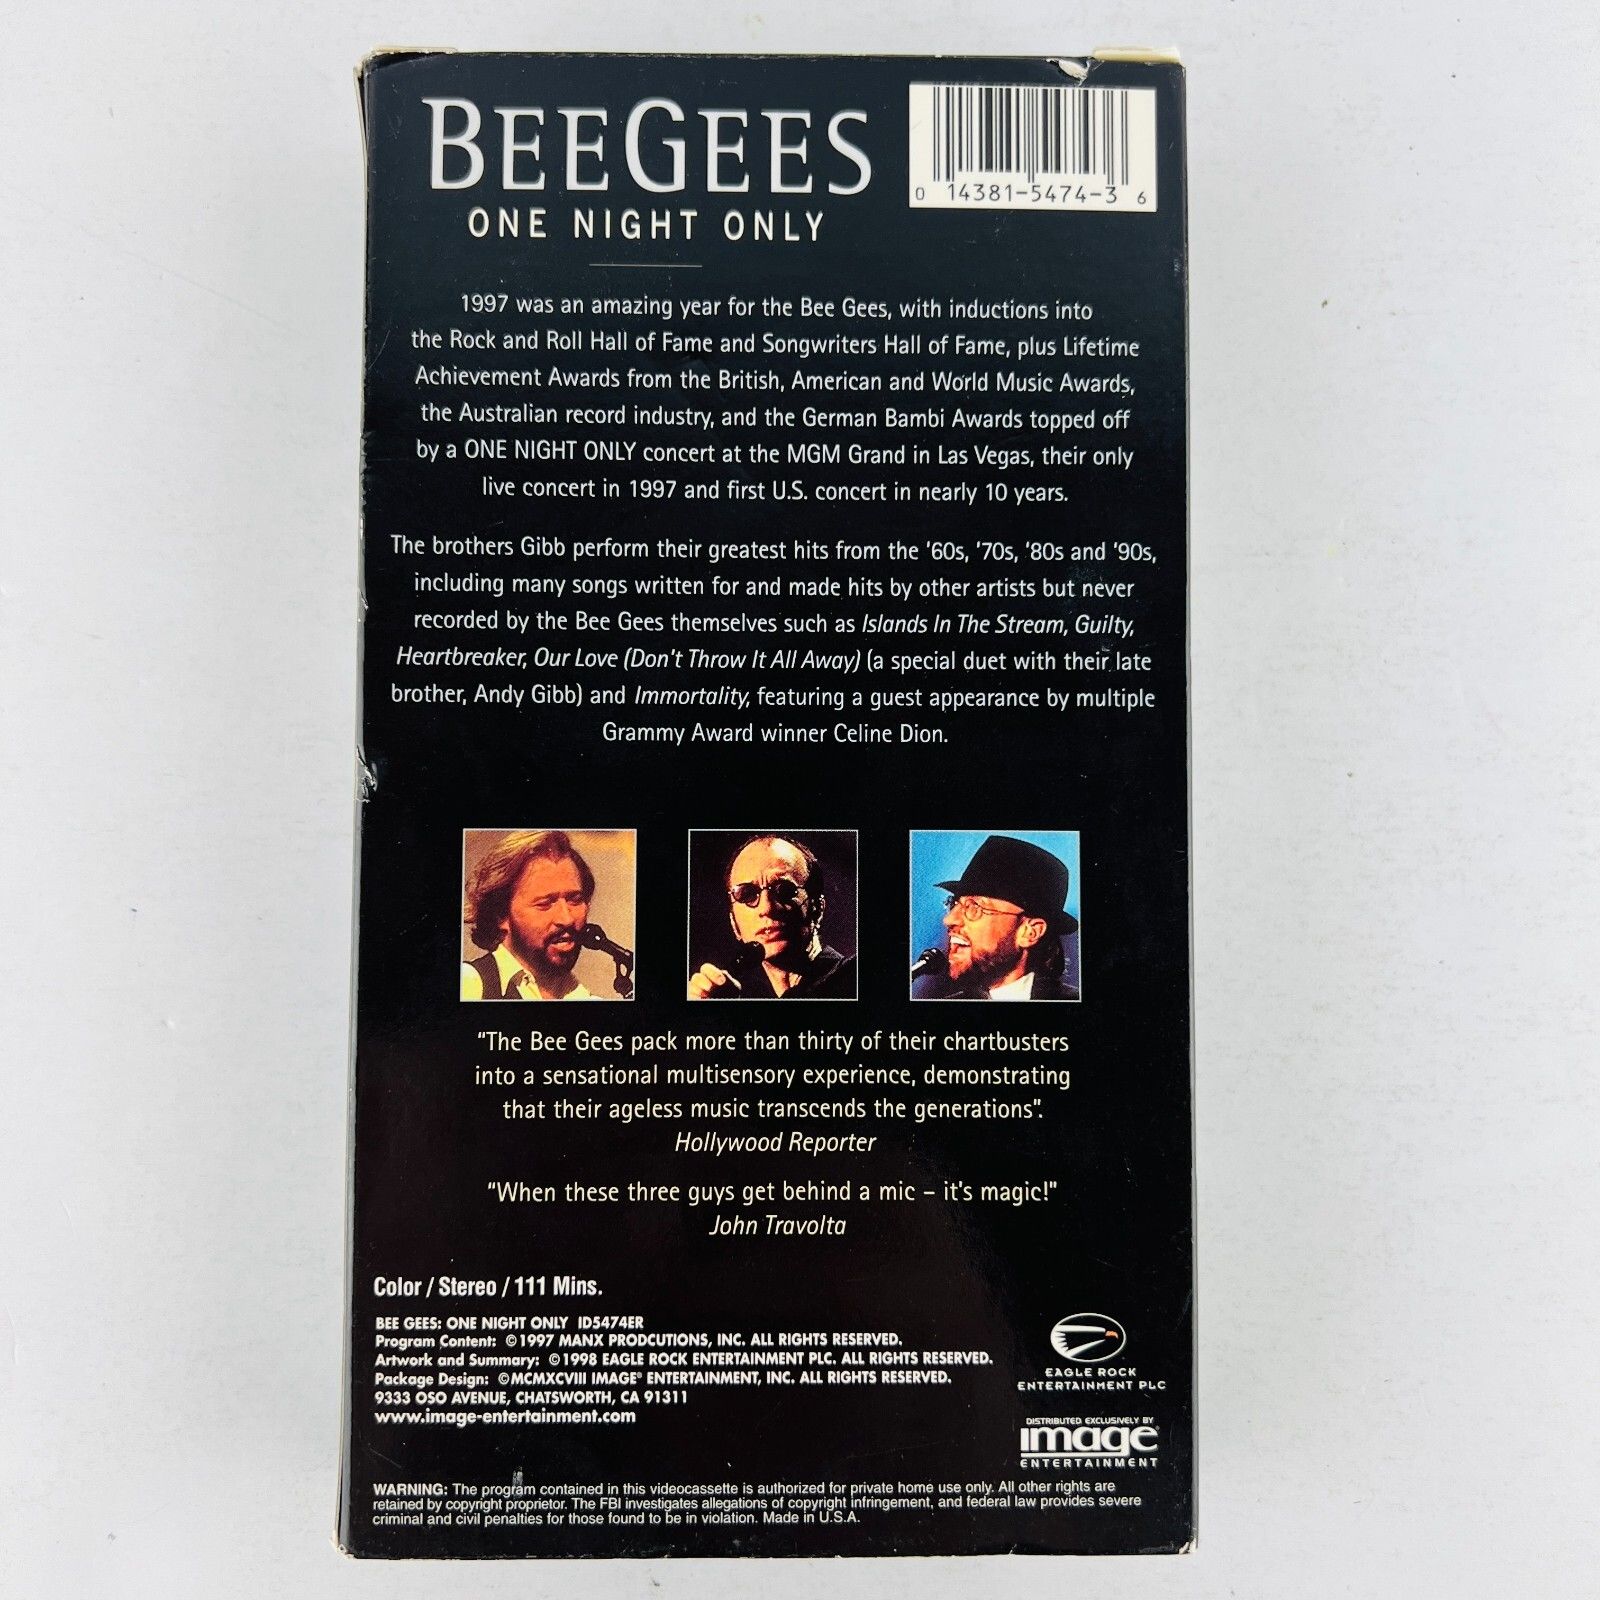 BEEGEES
ONE NIGHT ONLY
0 14381-5474-3 6
1997 was an amazing year for the Bee Gees, with inductions into
the Rock and Roll Hall of Fame and Songwriters Hall of Fame, plus Lifetime
Achievement Awards from the British, American and World Music Awards,
the Australian record industry, and the German Bambi Awards topped off
by a ONE NIGHT ONLY concert at the MGM Grand in Las Vegas, their only
live concert in 1997 and first U.S. concert in nearly 10 years.
The brothers Gibb perform their greatest hits from the '60s, '70s, '80s and '90s,
including many songs written for and made hits by other artists but never
recorded by the Bee Gees themselves such as Islands In The Stream, Guilty,
Heartbreaker, Our Love (Don't Throw It All Away) (a special duet with their late
brother, Andy Gibb) and Immortality, featuring a guest appearance by multiple
Grammy Award winner Celine Dion.
"The Bee Gees pack more than thirty of their chartbusters
into a sensational multisensory experience, demonstrating
that their ageless music transcends the generations".
Hollywood Reporter
"When these three guys get behind a mic – it's magic!"
John Travolta
Color / Stereo / 111 Mins.
BEE GEES: ONE NIGHT ONLY ID5474ER
Program Content: ©1997 MANX PRODCUTIONS, INC. ALL RIGHTS RESERVED.
Artwork and Summary: ©1998 EAGLE ROCK ENTERTAINMENT PLC. ALL RIGHTS RESERVED.
Package Design: ©MCMXCVIII IMAGE® ENTERTAINMENT, INC. ALL RIGHTS RESERVED.
9333 OSO AVENUE, CHATSWORTH, CA 91311
www.image-entertainment.com
EAGLE ROCK
ENTERTAINMENT PLC
DISTRIBUTED EXCLUSIVELY BY
image
ENTERTAINMENT
WARNING: The program contained in this videocassette is authorized for private home use only. All other rights are
retained by copyright proprietor. The FBI investigates allegations of copyright infringement, and federal law provides severe
criminal and civil penalties for those found to be in violation. Made in U.S.A.